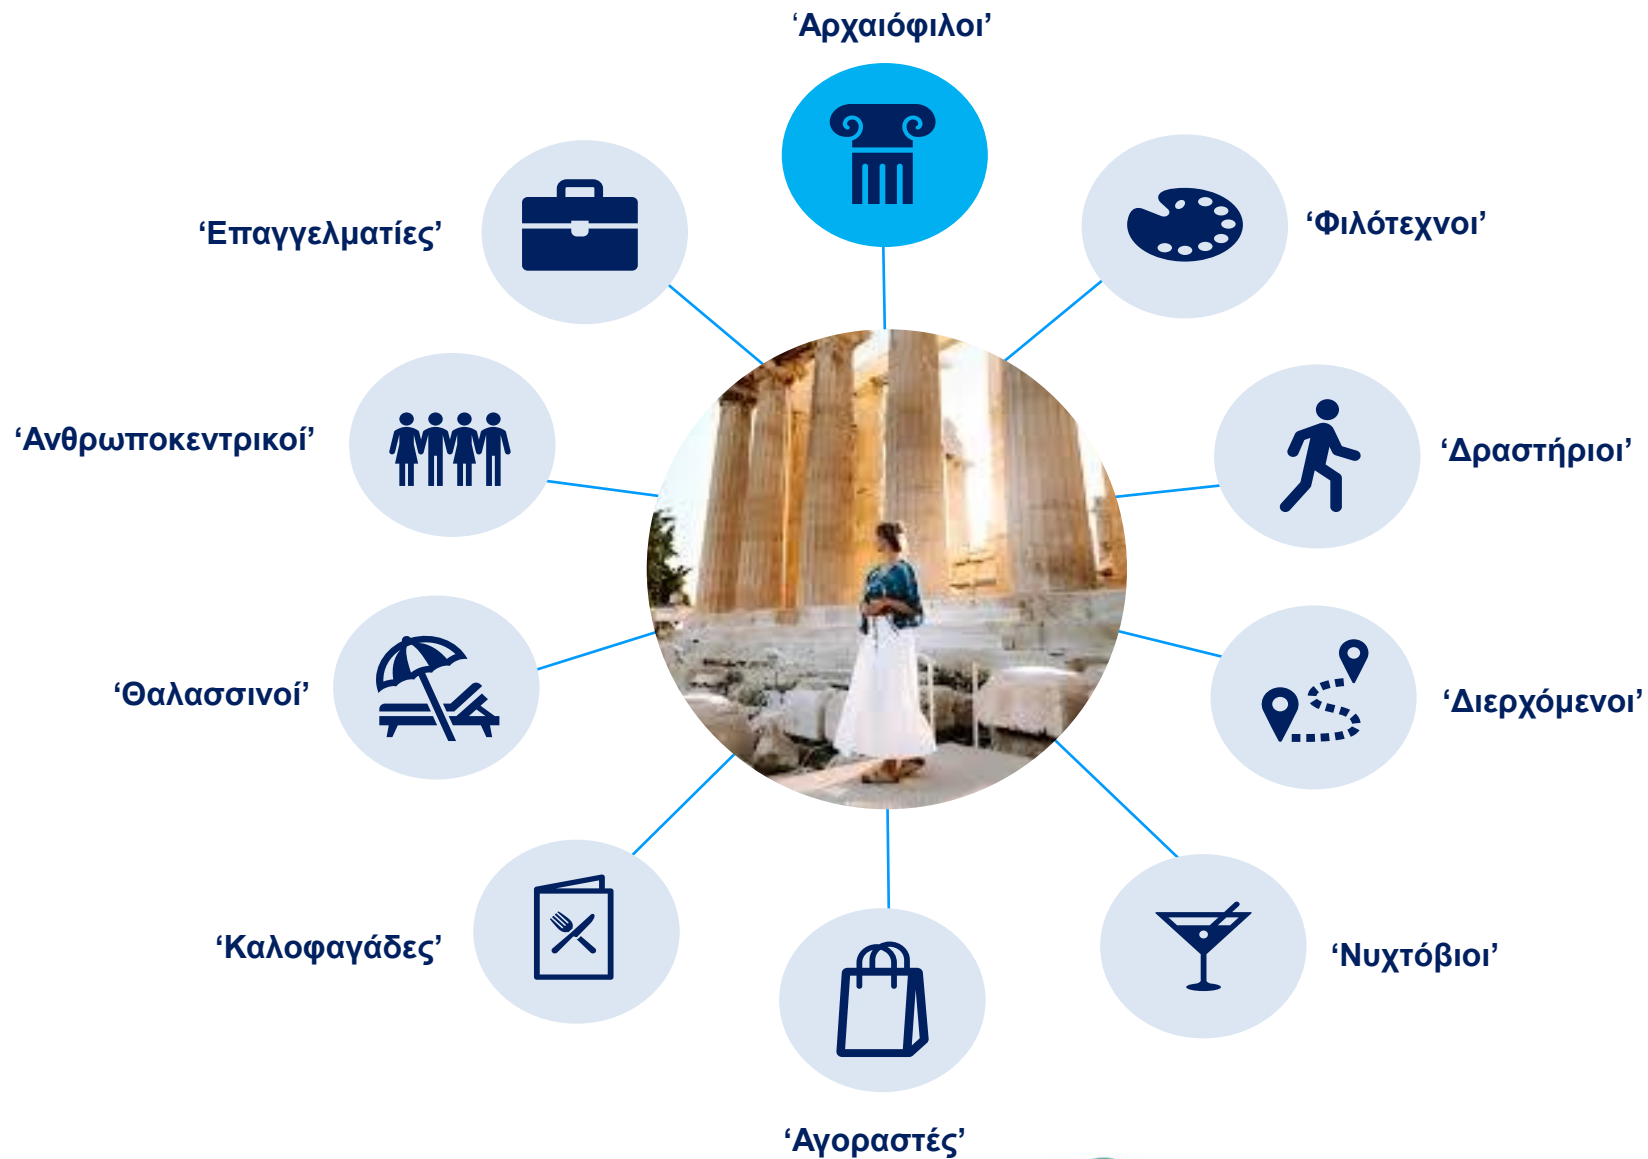 ‘Αρχαιόφιλοι’
‘Επαγγελματίες’
‘Φιλότεχνοι’
‘Ανθρωποκεντρικοί’
‘Δραστήριοι’
‘Θαλασσινοί’
‘Διερχόμενοι’
‘Καλοφαγάδες’
‘Νυχτόβιοι’
‘Αγοραστές’